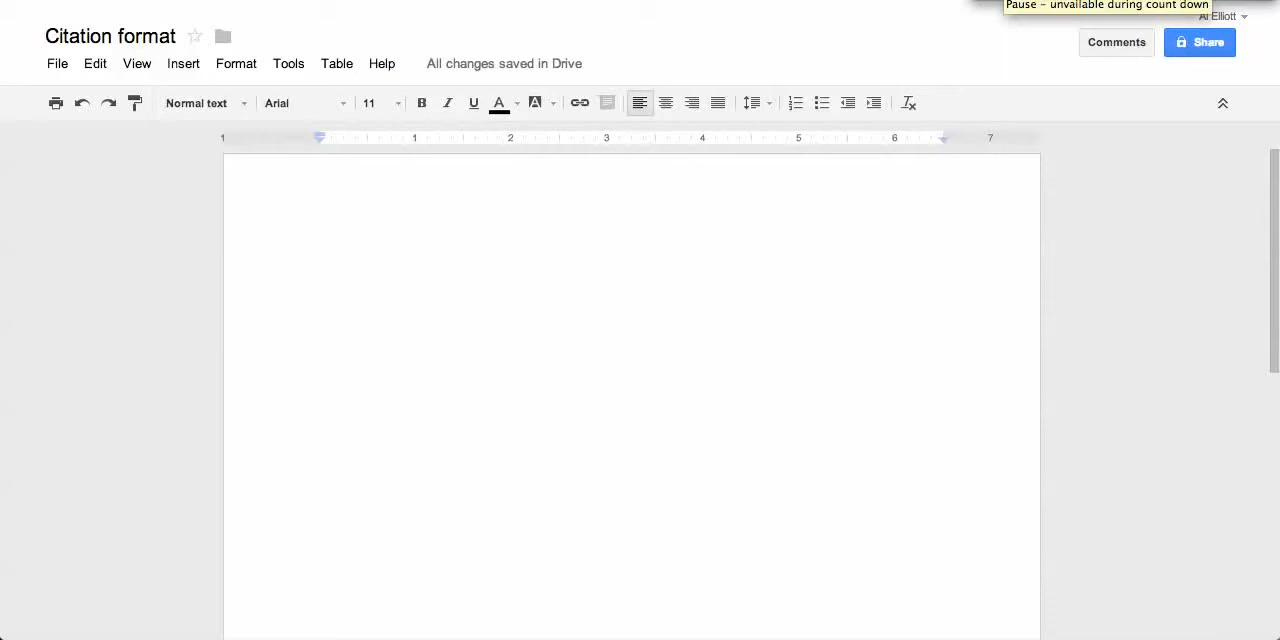 Pause - unvailable during count down
Citation format
Al Elliott
Comments
Share
File Edit View Insert Format Tools Table Help All changes saved in Drive
Normal text Arial 11 B I U A A
1 1 2 3 4 5 6 7